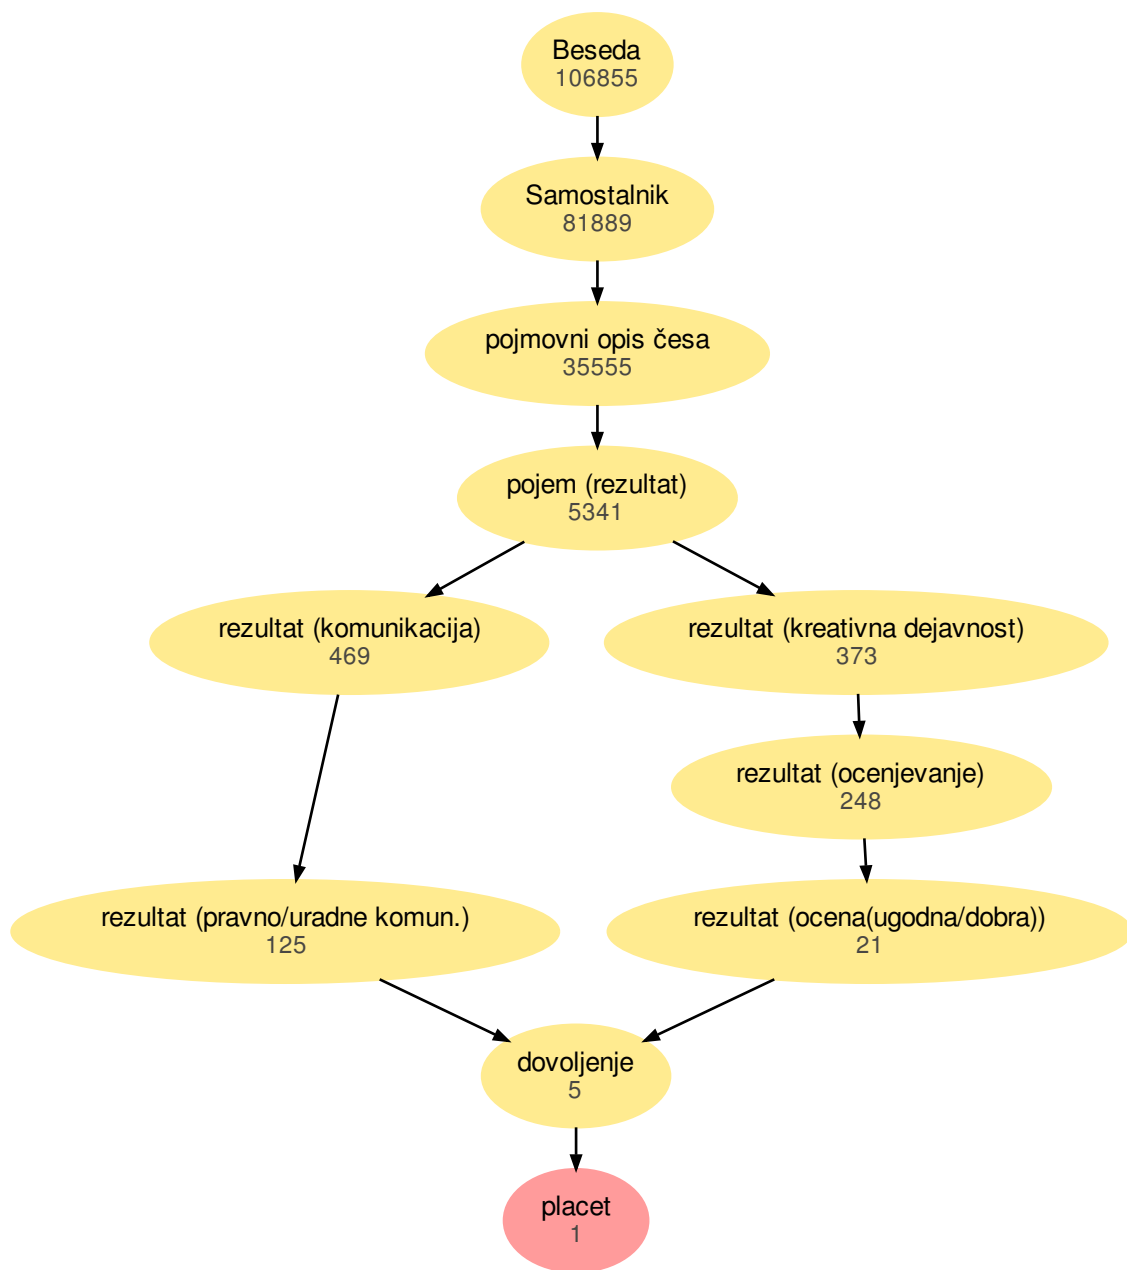 Beseda
106855
Samostalnik
81889
pojmovni opis česa
35555
pojem (rezultat)
5341
rezultat (komunikacija)
469
rezultat (kreativna dejavnost)
373
rezultat (ocenjevanje)
248
rezultat (pravno/uradne komun.)
125
rezultat (ocena(ugodna/dobra))
21
dovoljenje
5
placet
1